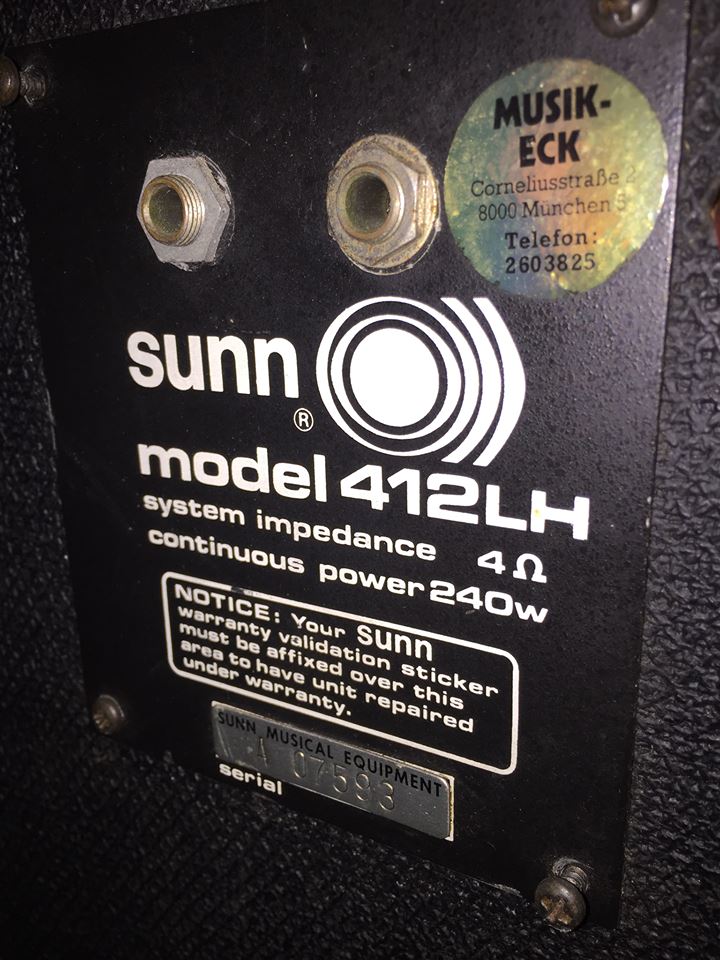 MUSIK-
ECK
Corneliusstraße 2
8000 München 5
Telefon:
2603825
sunn
®
model 412LH
system impedance 4Ω
continuous power 240w
NOTICE: Your sunn
warranty validation sticker
must be affixed over this
area to have unit repaired
under warranty.
SUNN MUSICAL EQUIPMENT
A 07593
serial